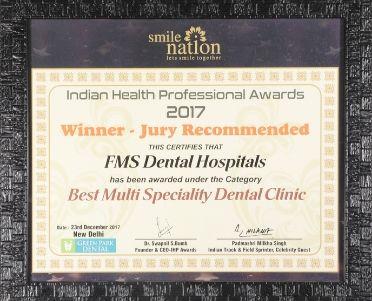 smile
nation
lets smile together
Indian Health Professional Awards
2017
Winner - Jury Recommended
THIS CERTIFIES THAT
FMS Dental Hospitals
has been awarded under the Category
Best Multi Speciality Dental Clinic
Date: 23rd December 2017
New Delhi
GREEN PARK
DENTAL
Dr. Swapnil S.Bumb
Founder & CEO-IHP Awards
Padmashri Milkha Singh
Indian Track & Field Sprinter, Celebrity Guest